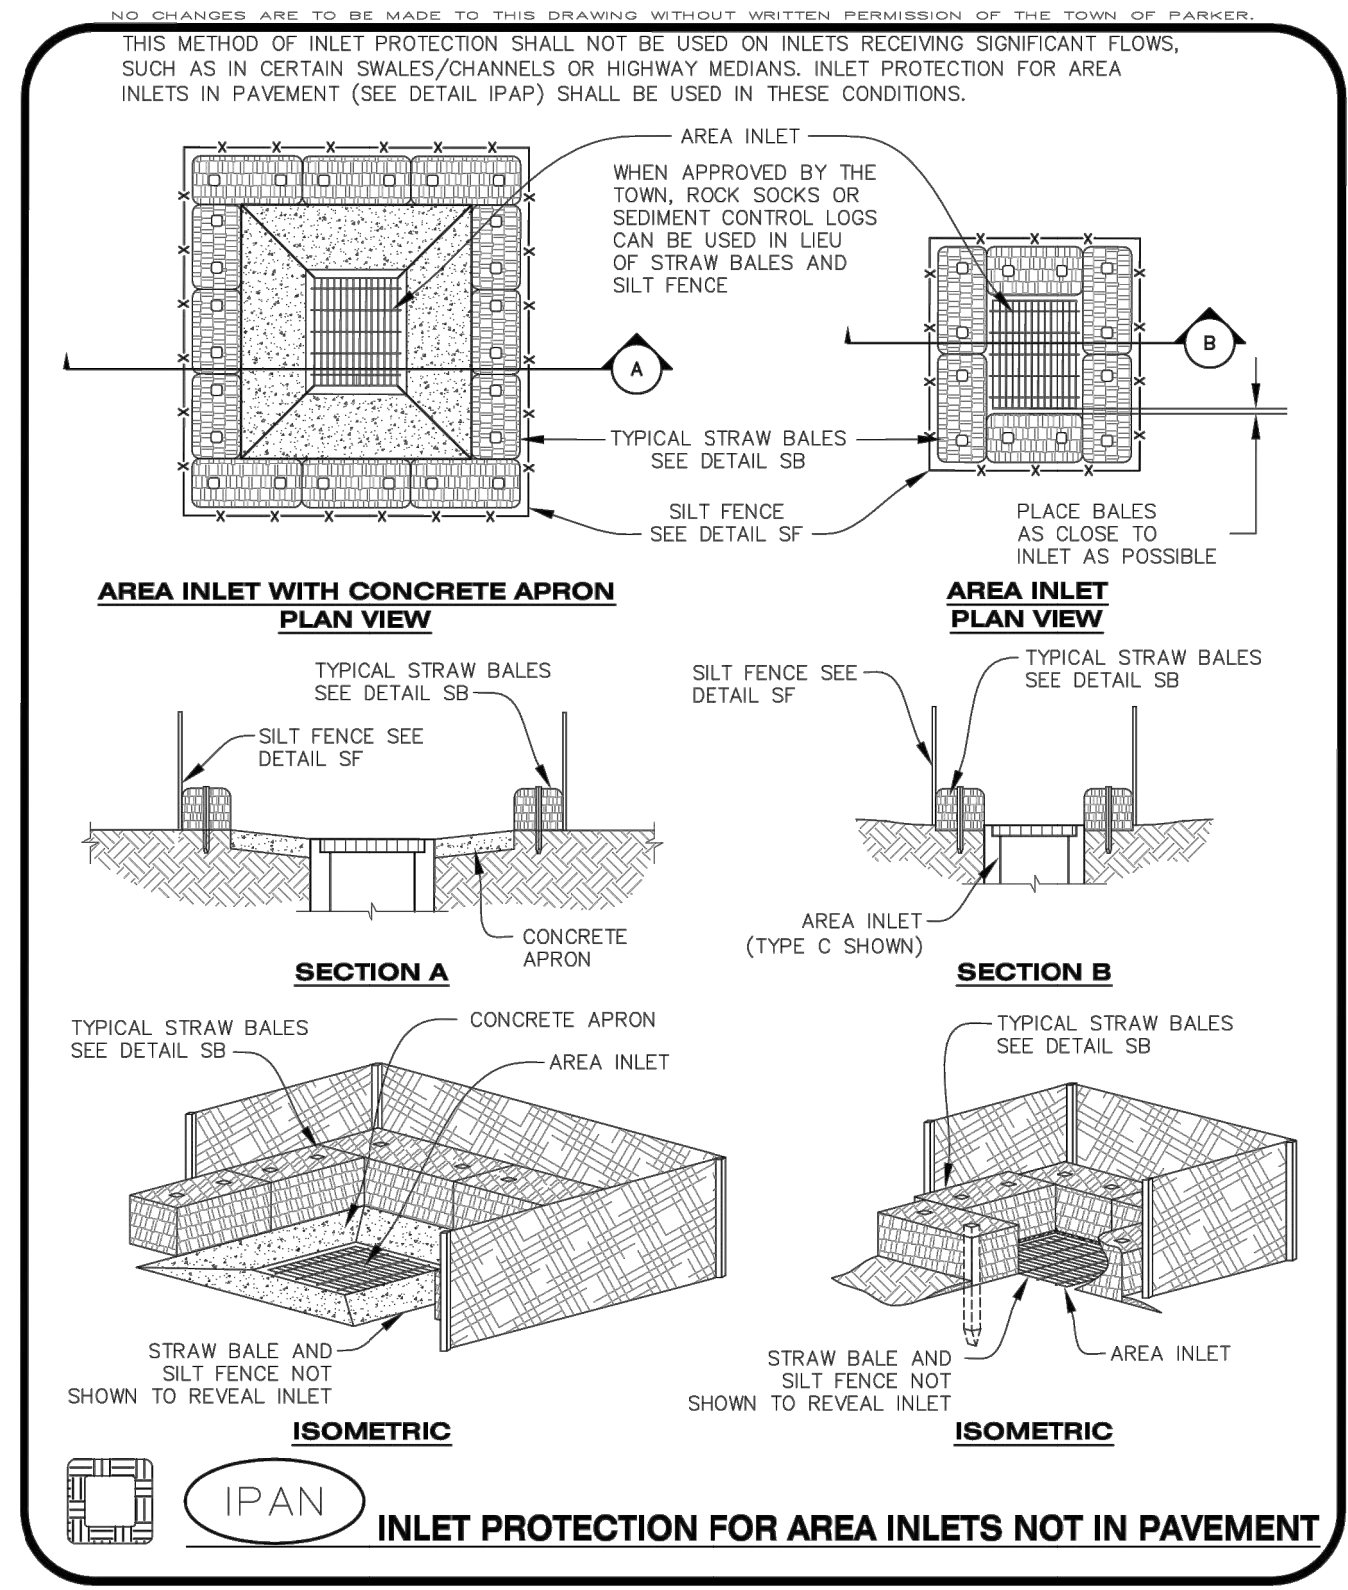 NO CHANGES ARE TO BE MADE TO THIS DRAWING WITHOUT WRITTEN PERMISSION OF THE TOWN OF PARKER.
THIS METHOD OF INLET PROTECTION SHALL NOT BE USED ON INLETS RECEIVING SIGNIFICANT FLOWS,
SUCH AS IN CERTAIN SWALES/CHANNELS OR HIGHWAY MEDIANS. INLET PROTECTION FOR AREA
INLETS IN PAVEMENT (SEE DETAIL IPAP) SHALL BE USED IN THESE CONDITIONS.
AREA INLET
WHEN APPROVED BY THE
TOWN, ROCK SOCKS OR
SEDIMENT CONTROL LOGS
CAN BE USED IN LIEU
OF STRAW BALES AND
SILT FENCE
A
B
TYPICAL STRAW BALES
SEE DETAIL SB
SILT FENCE
SEE DETAIL SF
PLACE BALES
AS CLOSE TO
INLET AS POSSIBLE
AREA INLET WITH CONCRETE APRON
PLAN VIEW
AREA INLET
PLAN VIEW
TYPICAL STRAW BALES
SEE DETAIL SB
SILT FENCE SEE
DETAIL SF
CONCRETE
APRON
SECTION A
SILT FENCE SEE
DETAIL SF
TYPICAL STRAW BALES
SEE DETAIL SB
AREA INLET
(TYPE C SHOWN)
SECTION B
TYPICAL STRAW BALES
SEE DETAIL SB
CONCRETE APRON
AREA INLET
STRAW BALE AND
SILT FENCE NOT
SHOWN TO REVEAL INLET
ISOMETRIC
TYPICAL STRAW BALES
SEE DETAIL SB
STRAW BALE AND
SILT FENCE NOT
SHOWN TO REVEAL INLET
AREA INLET
ISOMETRIC
IPAN
INLET PROTECTION FOR AREA INLETS NOT IN PAVEMENT